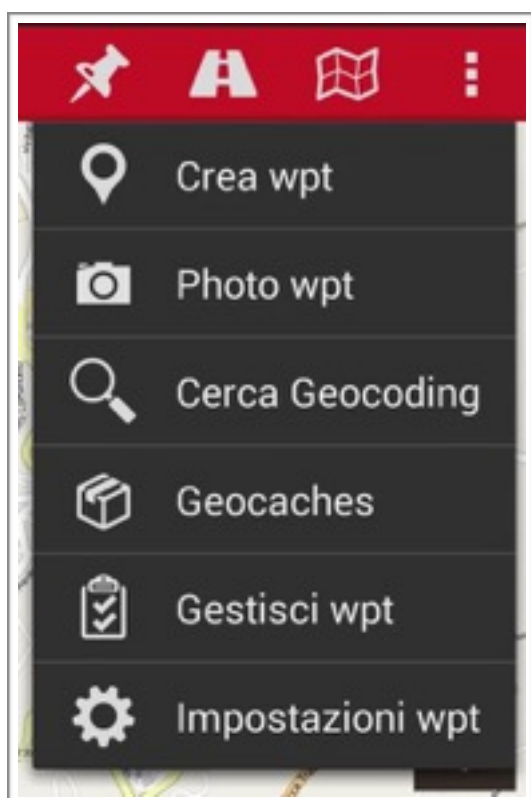 Crea wpt
Photo wpt
Cerca Geocoding
Geocaches
Gestisci wpt
Impostazioni wpt